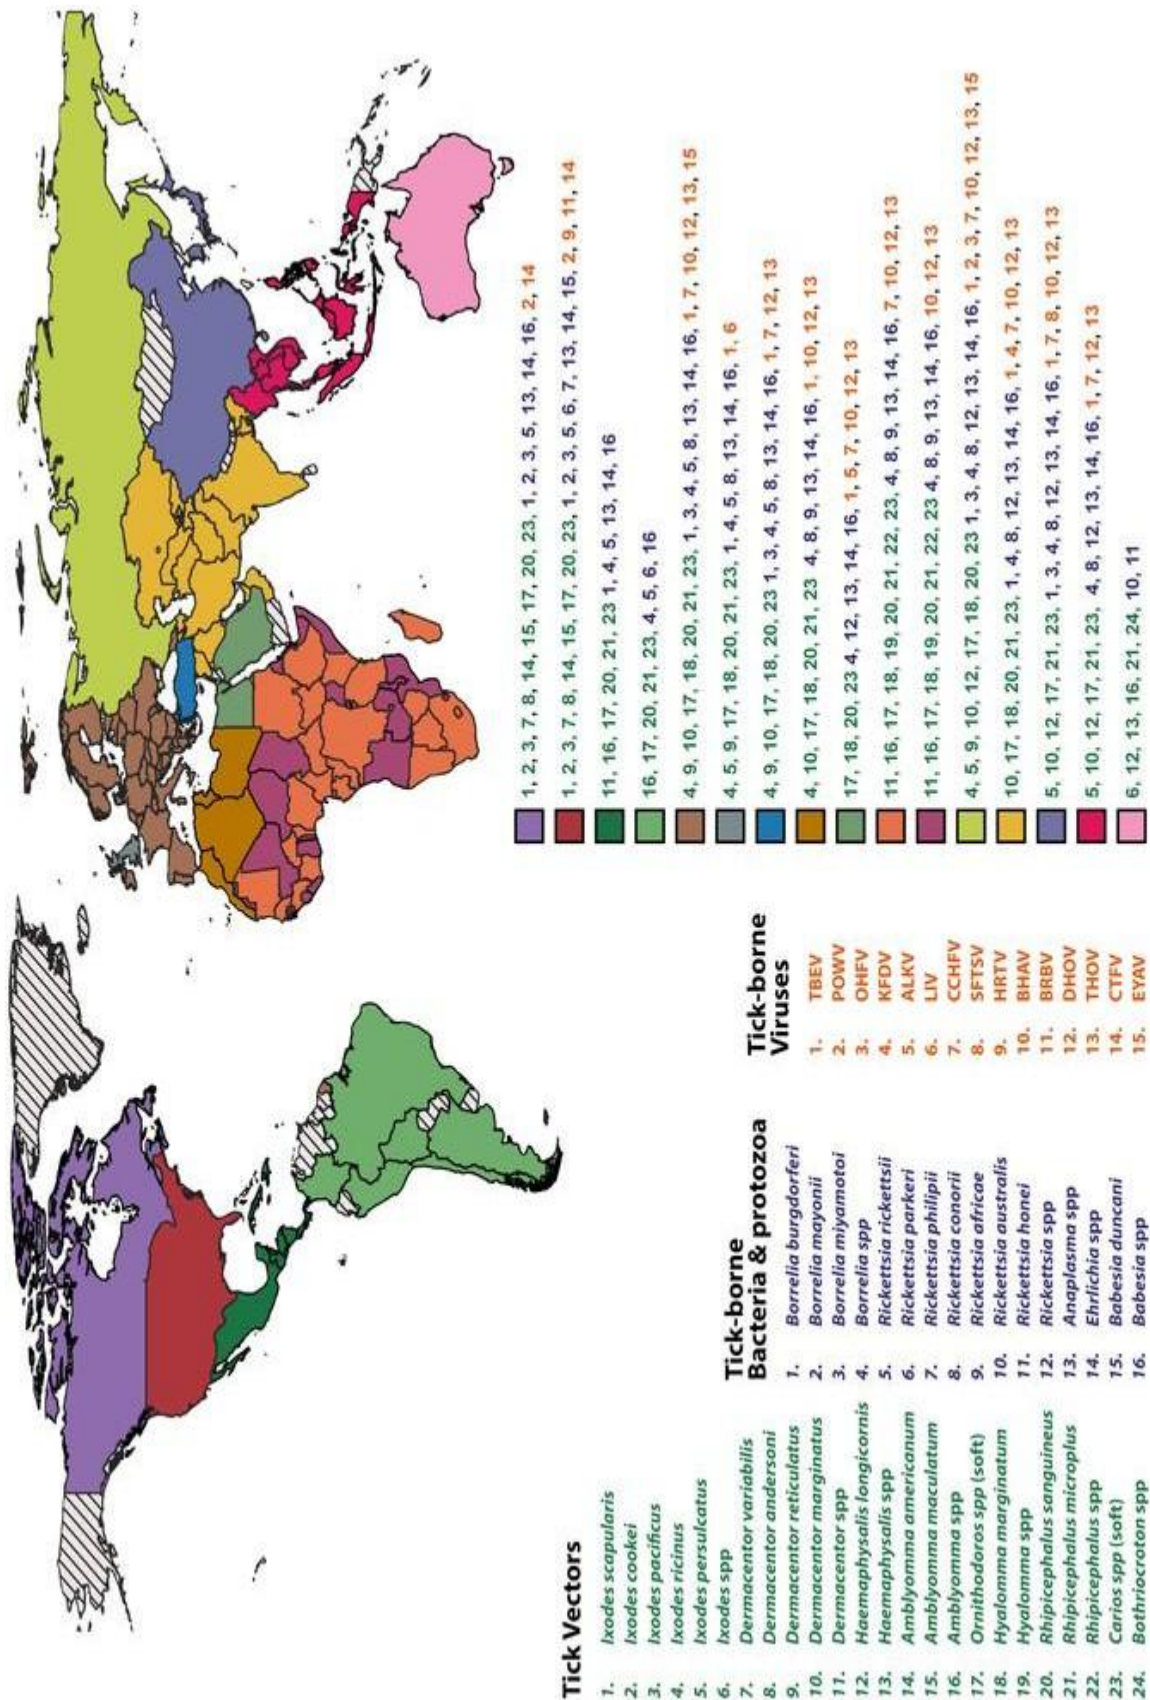 1, 2, 3, 7, 8, 14, 15, 17, 20, 23, 1, 2, 3, 5, 13, 14, 16, 2, 14
1, 2, 3, 7, 8, 14, 15, 17, 20, 23, 1, 2, 3, 5, 6, 7, 13, 14, 15, 2, 9, 11, 14
11, 16, 17, 20, 21, 23 1, 4, 5, 13, 14, 16
16, 17, 20, 21, 23, 4, 5, 6, 16
4, 9, 10, 17, 18, 20, 21, 23, 1, 3, 4, 5, 8, 13, 14, 16, 1, 7, 10, 12, 13, 15
4, 5, 9, 17, 18, 20, 21, 23, 1, 4, 5, 8, 13, 14, 16, 1, 6
4, 9, 10, 17, 18, 20, 23 1, 3, 4, 5, 8, 13, 14, 16, 1, 7, 12, 13
4, 10, 17, 18, 20, 21, 23 4, 8, 9, 13, 14, 16, 1, 10, 12, 13
17, 18, 20, 23 4, 12, 13, 14, 16, 1, 5, 7, 10, 12, 13
11, 16, 17, 18, 19, 20, 21, 22, 23, 4, 8, 9, 13, 14, 16, 7, 10, 12, 13
11, 16, 17, 18, 19, 20, 21, 22, 23 4, 8, 9, 13, 14, 16, 10, 12, 13
4, 5, 9, 10, 12, 17, 18, 20, 23 1, 3, 4, 8, 12, 13, 14, 16, 1, 2, 3, 7, 10, 12, 13, 15
10, 17, 18, 20, 21, 23, 1, 4, 8, 12, 13, 14, 16, 1, 4, 7, 10, 12, 13
5, 10, 12, 17, 21, 23, 1, 3, 4, 8, 12, 13, 14, 16, 1, 7, 8, 10, 12, 13
5, 10, 12, 17, 21, 23, 4, 8, 12, 13, 14, 16, 1, 7, 12, 13
6, 12, 13, 16, 21, 24, 10, 11
Tick Vectors
1. Ixodes scapularis
2. Ixodes cookei
3. Ixodes pacificus
4. Ixodes ricinus
5. Ixodes persulcatus
6. Ixodes spp
7. Dermacentor variabilis
8. Dermacentor andersoni
9. Dermacentor reticulatus
10. Dermacentor marginatus
11. Dermacentor spp
12. Haemaphysalis longicornis
13. Haemaphysalis spp
14. Amblyomma americanum
15. Amblyomma maculatum
16. Amblyomma spp
17. Ornithodoros spp (soft)
18. Hyalomma marginatum
19. Hyalomma spp
20. Rhipicephalus sanguineus
21. Rhipicephalus microplus
22. Rhipicephalus spp
23. Carios spp (soft)
24. Bothriocroton spp
Tick-borne
Bacteria & protozoa
1. Borrelia burgdorferi
2. Borrelia mayonii
3. Borrelia miyamotoi
4. Borrelia spp
5. Rickettsia rickettsii
6. Rickettsia parkeri
7. Rickettsia philipii
8. Rickettsia conorii
9. Rickettsia africae
10. Rickettsia australis
11. Rickettsia honei
12. Rickettsia spp
13. Anaplasma spp
14. Ehrlichia spp
15. Babesia duncani
16. Babesia spp
Tick-borne
Viruses
1. TBEV
2. POWV
3. OHFV
4. KFDV
5. ALKV
6. LIV
7. CCHFV
8. SFTSV
9. HRTV
10. BHAV
11. BRBV
12. DHOV
13. THOV
14. CTFV
15. EYAV